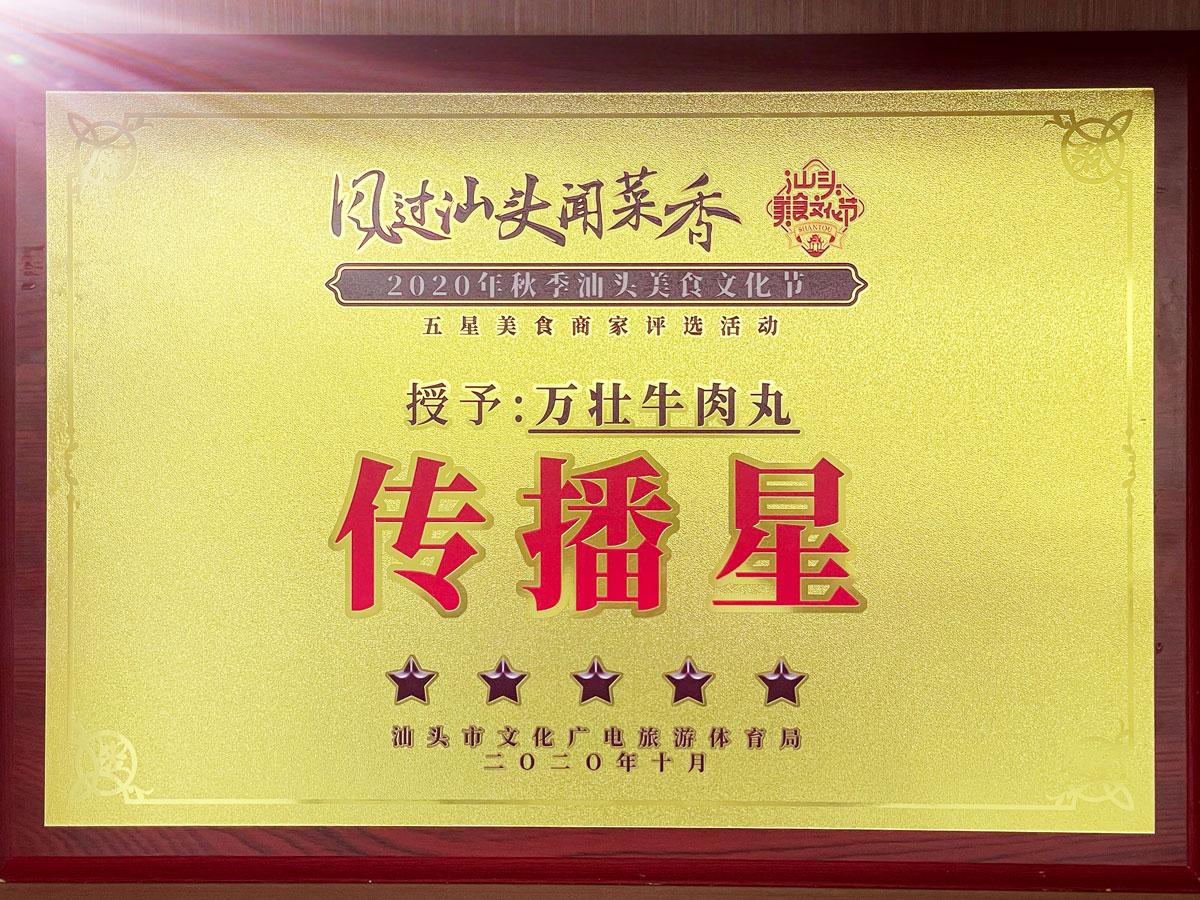 风过汕头闻菜香
汕头
美食文化节
SHANTOU
2020年秋季汕头美食文化节
五星美食商家评选活动
授予:万壮牛肉丸
传播星
汕头市文化广电旅游体育局
二〇二〇年十月